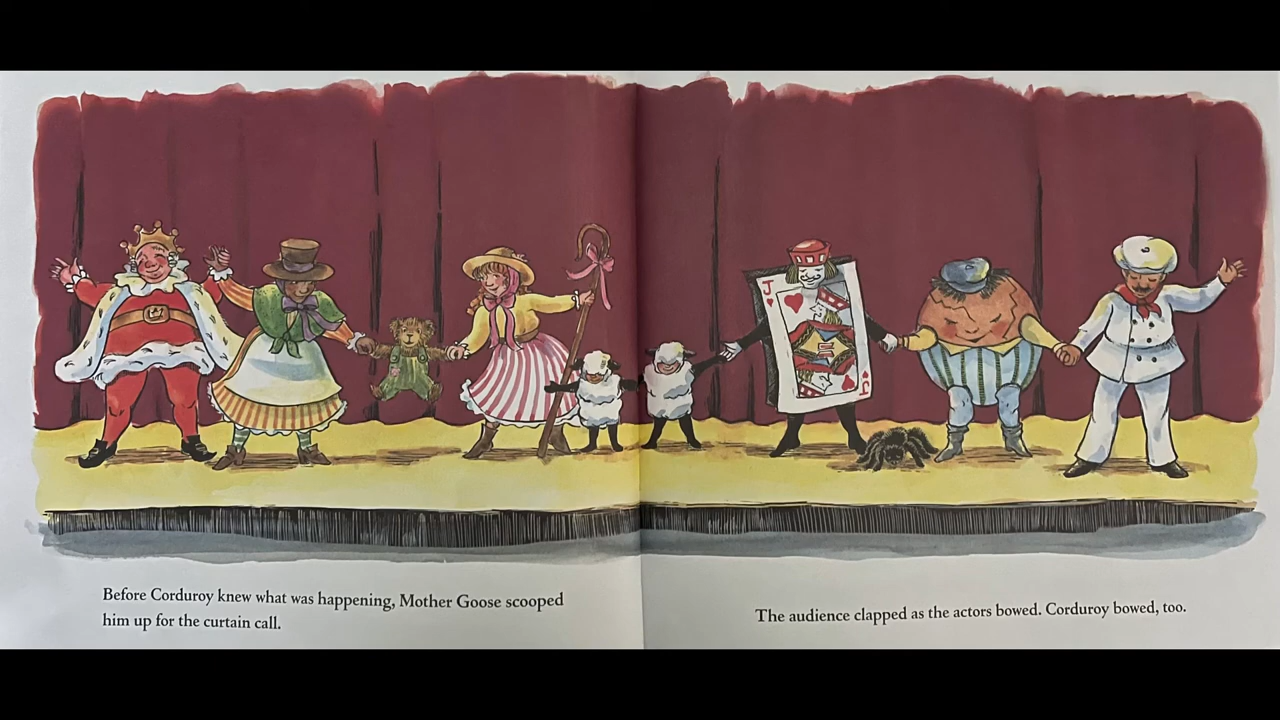 J
J
Before Corduroy knew what was happening, Mother Goose scooped
him up for the curtain call.
The audience clapped as the actors bowed. Corduroy bowed, too.